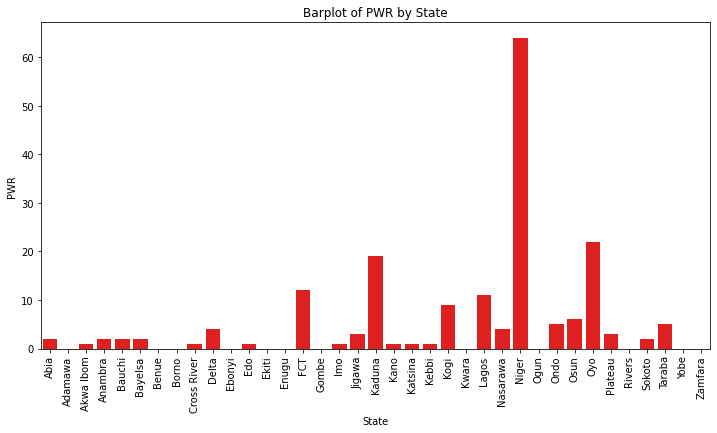 Barplot of PWR by State
PWR
60
50
40
30
20
10
0
Abia
Adamawa
Akwa Ibom
Anambra
Bauchi
Bayelsa
Benue
Borno
Cross River
Delta
Ebonyi
Edo
Ekiti
Enugu
FCT
Gombe
Imo
Jigawa
Kaduna
Kano
Katsina
Kebbi
Kogi
Kwara
Lagos
Nasarawa
Niger
Ogun
Ondo
Osun
Oyo
Plateau
Rivers
Sokoto
Taraba
Yobe
Zamfara
State